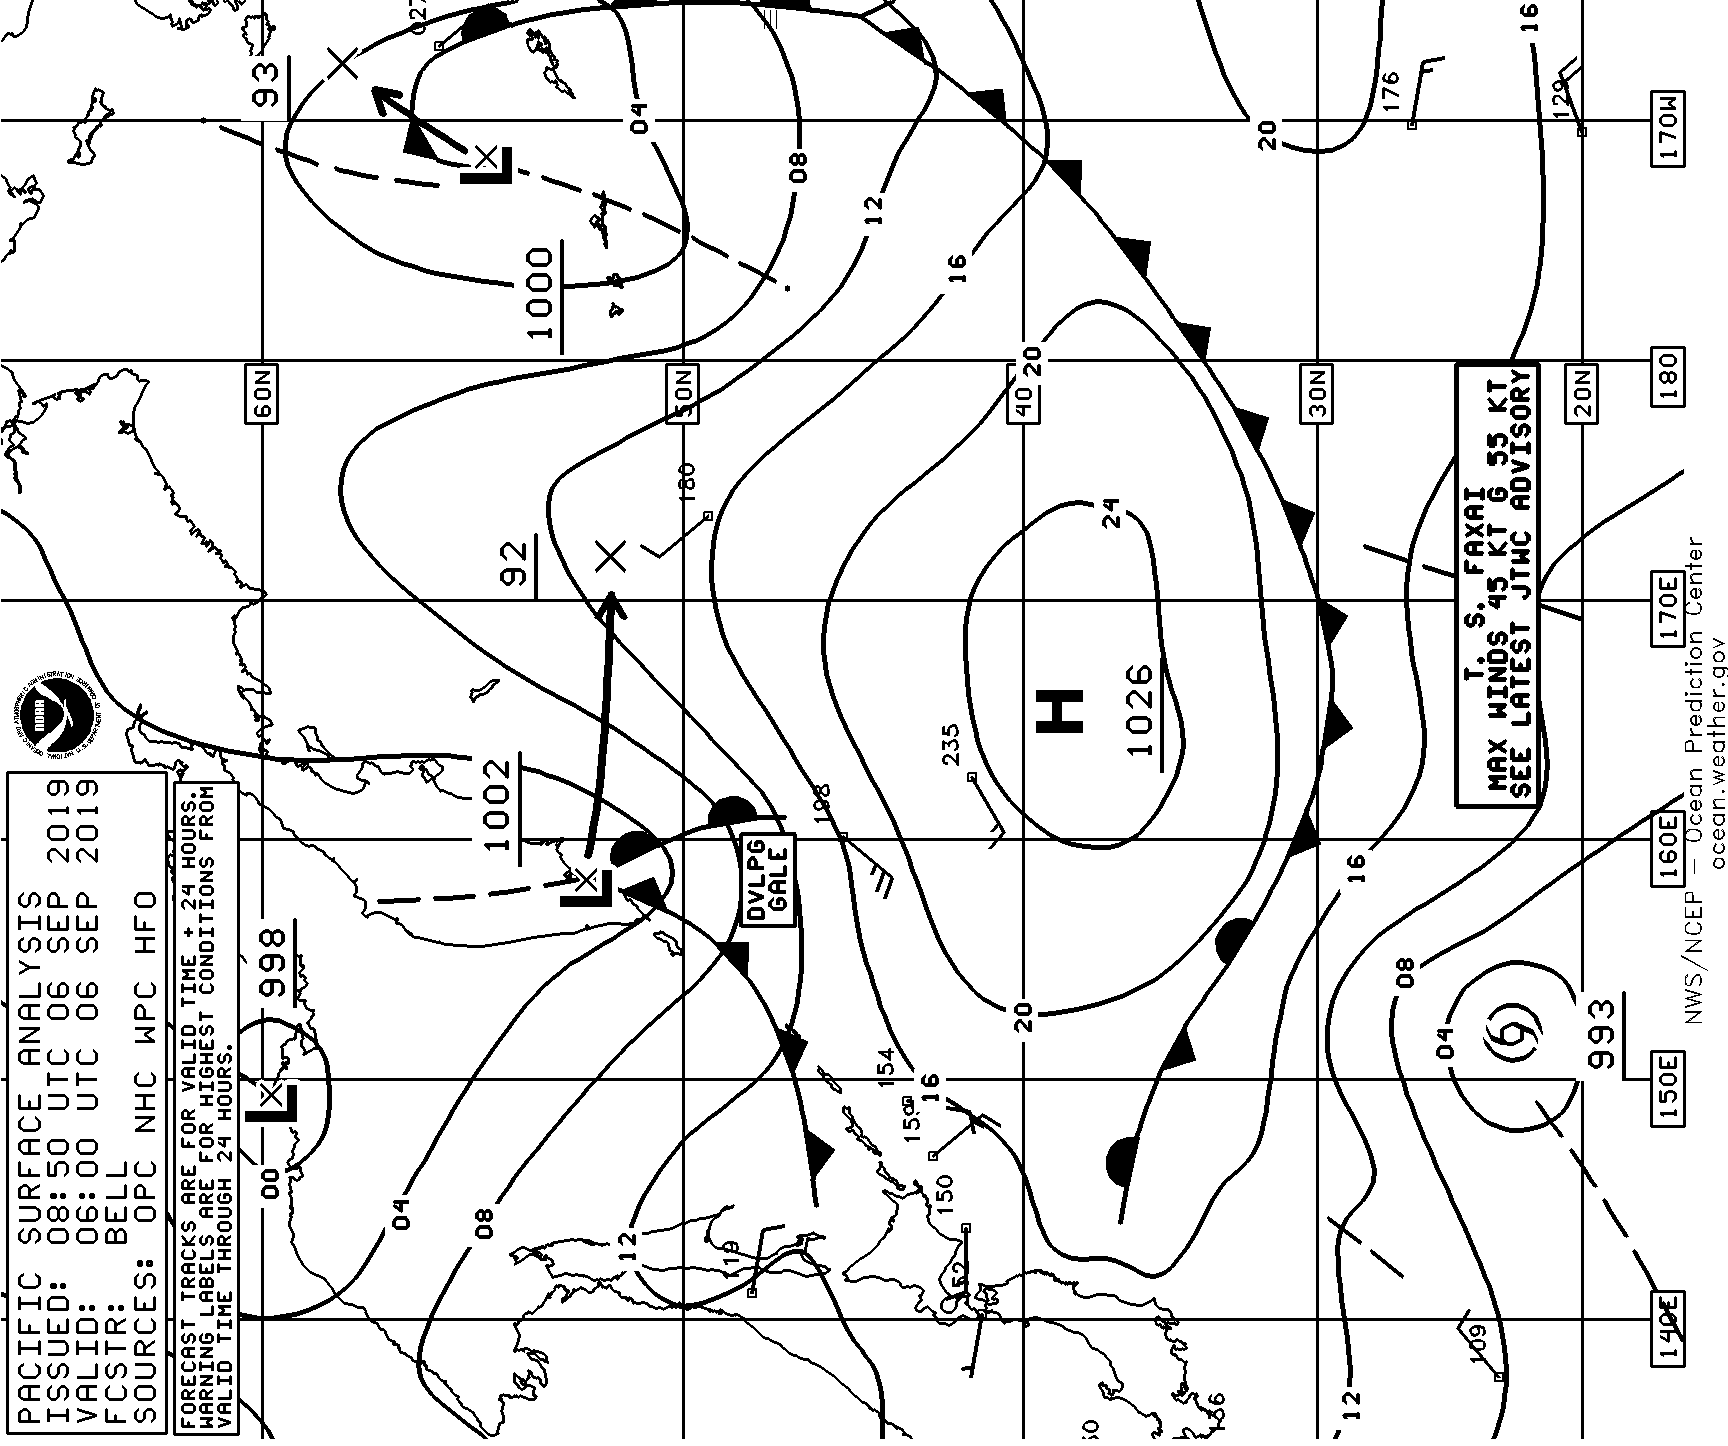 PACIFIC SURFACE ANALYSIS
ISSUED: 08:50 UTC 06 SEP 2019
VALID: 06:00 UTC 06 SEP 2019
FCSTR: BELL
SOURCES: OPC NHC WPC HFO
FORECAST TRACKS ARE FOR VALID TIME + 24 HOURS.
WARNING LABELS ARE FOR HIGHEST CONDITIONS FROM
VALID TIME THROUGH 24 HOURS.
NOAA
60N
50N
40
30N
20N
170W
180
170E
160E
150E
140E
T. S. FAXAI
MAX WINDS 45 KT G 55 KT
SEE LATEST JTWC ADVISORY
DVLPG
GALE
L
998
00
L
1002
92
L
1000
93
H
1026
993
04
08
12
04
08
12
16
20
24
20
20
16
16
16
16
12
08
04
027
176
129
180
235
198
154
150
150
152
119
109
NWS/NCEP – Ocean Prediction Center
ocean.weather.gov